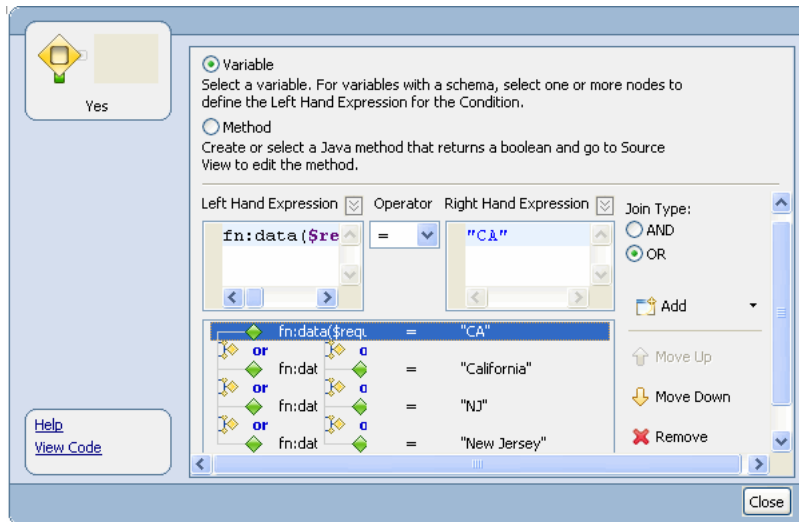 Yes
Variable
Select a variable. For variables with a schema, select one or more nodes to
define the Left Hand Expression for the Condition.
Method
Create or select a Java method that returns a boolean and go to Source
View to edit the method.
Left Hand Expression Operator Right Hand Expression Join Type:
fn:data($re = "CA"
AND
OR
Add
fn:data($requ = "CA"
or o
fn:dat = "California"
or o
fn:dat = "NJ"
or o
fn:dat = "New Jersey"
Move Up
Move Down
Remove
Help
View Code
Close